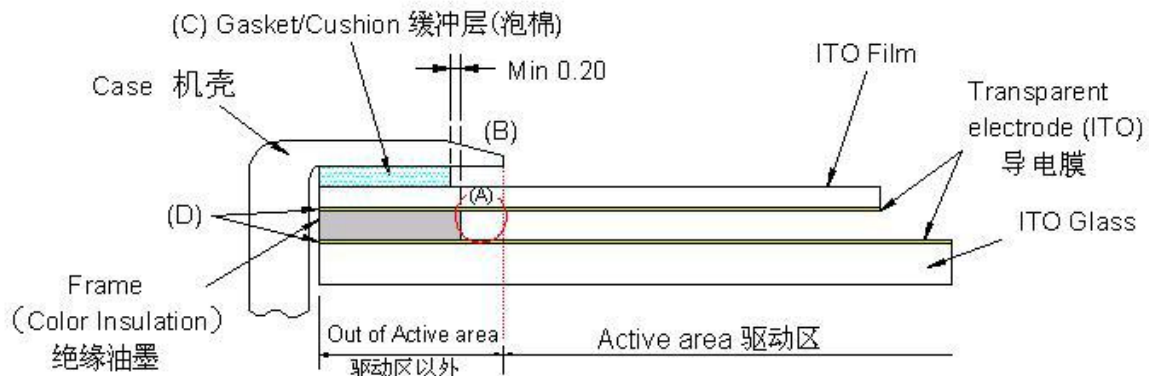 (C) Gasket/Cushion 缓冲层(泡棉)
Min 0.20
ITO Film
Case 机壳
Transparent
electrode (ITO)
导电膜
(B)
(A)
(D)
ITO Glass
Frame
（Color Insulation）
绝缘油墨
Out of Active area
驱动区以外
Active area 驱动区